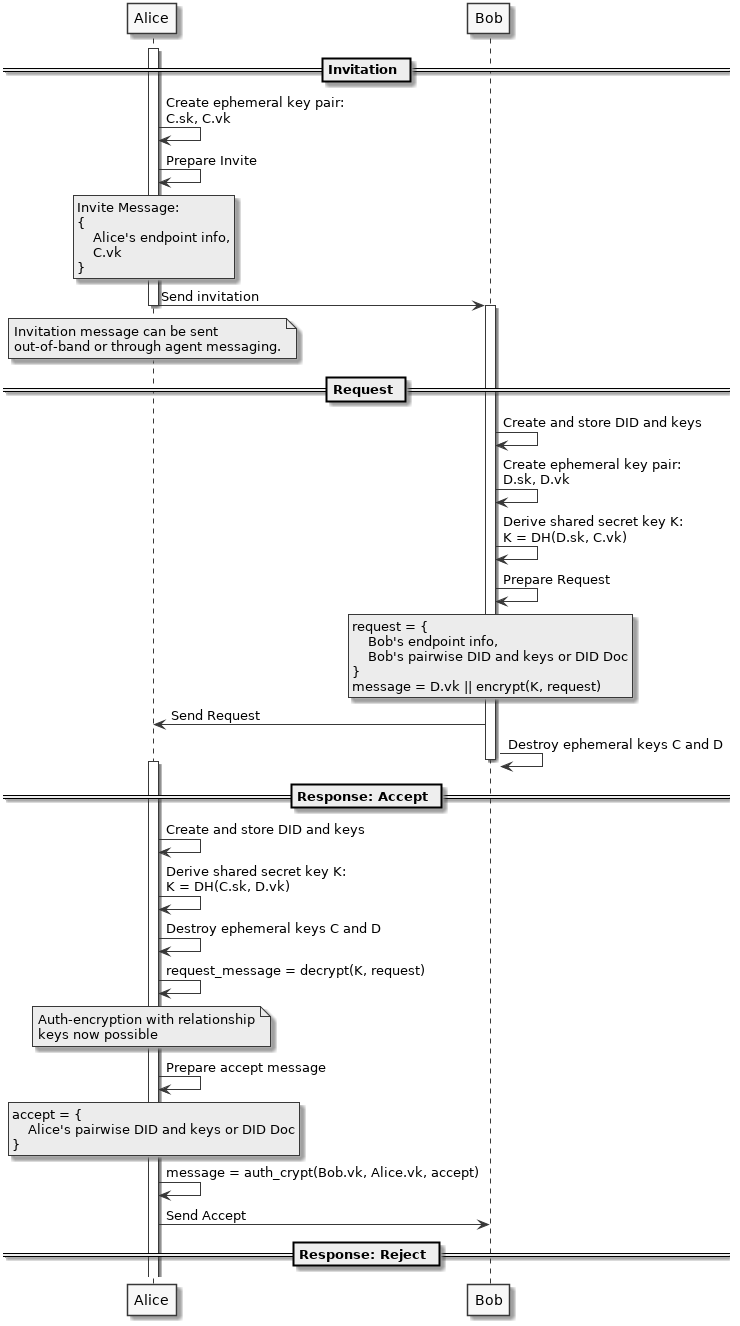 Alice
Bob
Invitation
Create ephemeral key pair:
C.sk, C.vk
Prepare Invite
Invite Message:
{
    Alice's endpoint info,
    C.vk
}
Send invitation
Invitation message can be sent
out-of-band or through agent messaging.
Request
Create and store DID and keys
Create ephemeral key pair:
D.sk, D.vk
Derive shared secret key K:
K = DH(D.sk, C.vk)
Prepare Request
request = {
    Bob's endpoint info,
    Bob's pairwise DID and keys or DID Doc
}
message = D.vk || encrypt(K, request)
Send Request
Destroy ephemeral keys C and D
Response: Accept
Create and store DID and keys
Derive shared secret key K:
K = DH(C.sk, D.vk)
Destroy ephemeral keys C and D
request_message = decrypt(K, request)
Auth-encryption with relationship
keys now possible
Prepare accept message
accept = {
    Alice's pairwise DID and keys or DID Doc
}
message = auth_crypt(Bob.vk, Alice.vk, accept)
Send Accept
Response: Reject
Alice
Bob